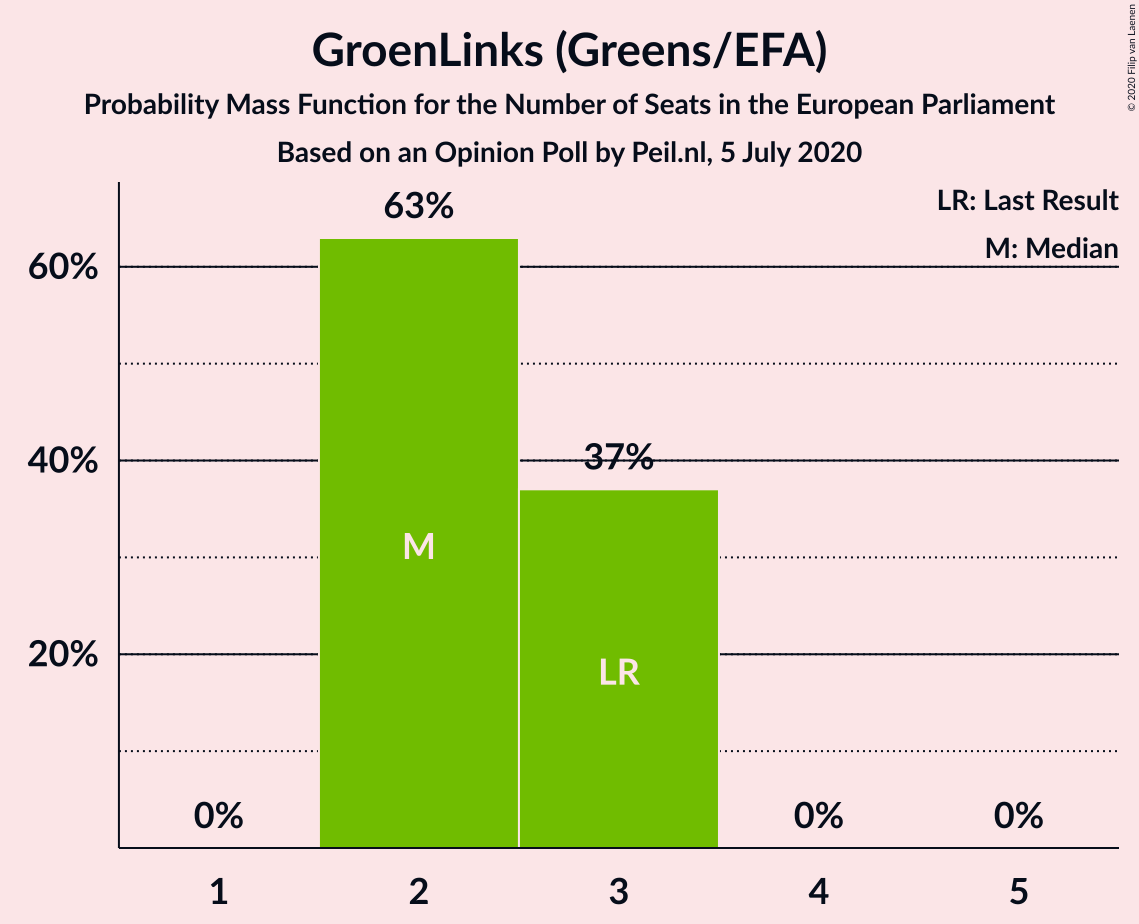 GroenLinks (Greens/EFA)
Probability Mass Function for the Number of Seats in the European Parliament
Based on an Opinion Poll by Peil.nl, 5 July 2020
© 2020 Filip van Laenen
LR: Last Result
M: Median
63%
60%
37%
40%
M
LR
20%
0%
0%
0%
1
2
3
4
5